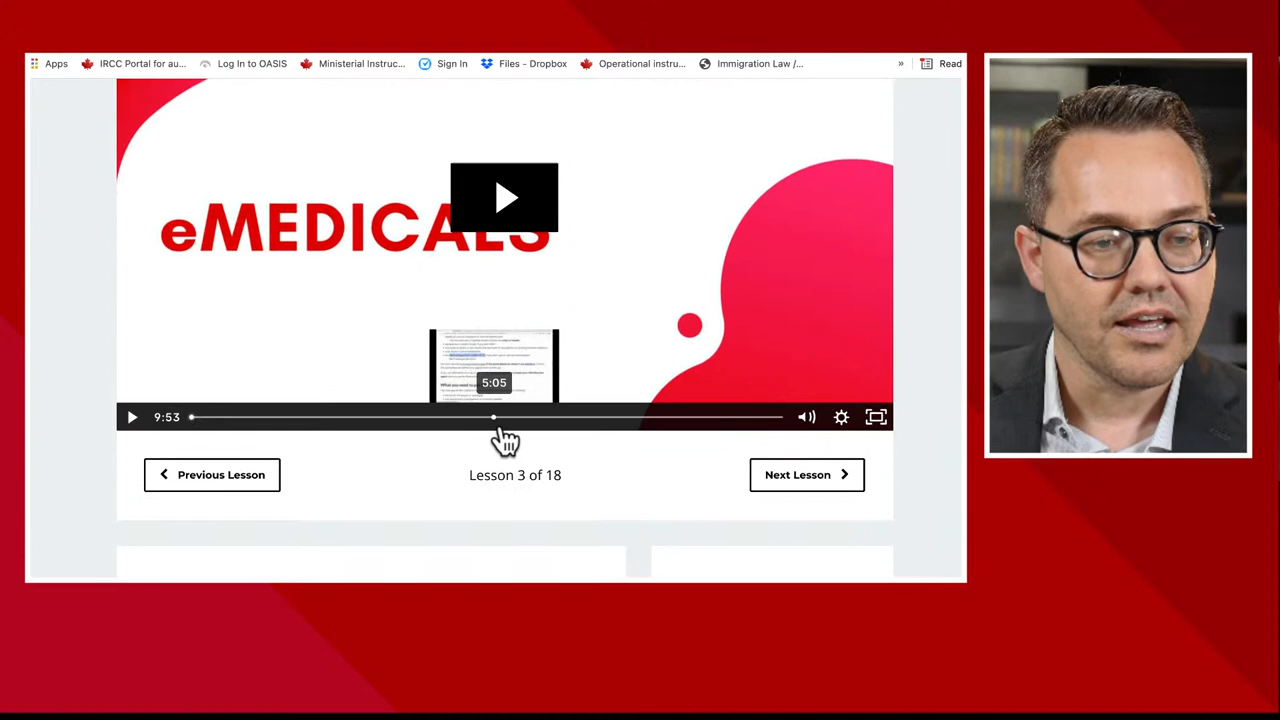 Apps IRCC Portal for au... Log In to OASIS Ministerial Instruc... Sign In Files - Dropbox Operational instru... Immigration Law /... » Read
eMEDICALS
5:05
9:53
Previous Lesson Lesson 3 of 18 Next Lesson